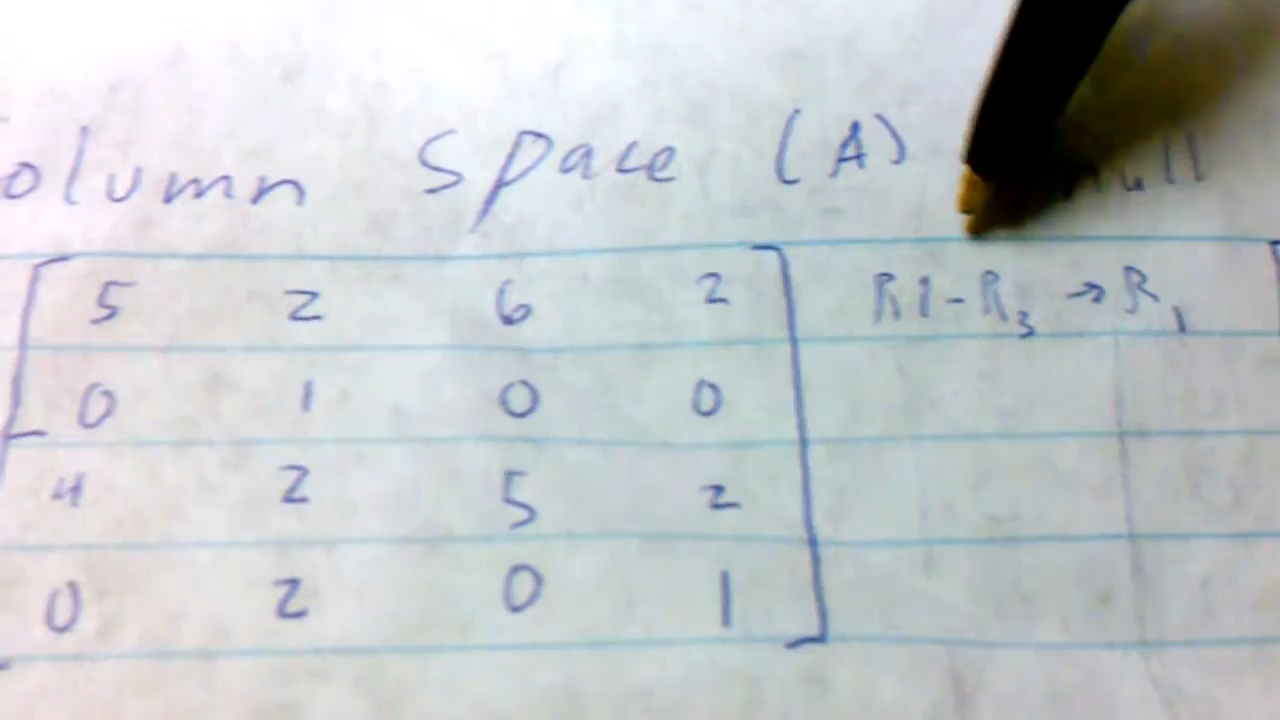 olumn Space (A) null
5 2 6 2 R1-R3 → R1
0 1 0 0
4 2 5 2
0 2 0 1